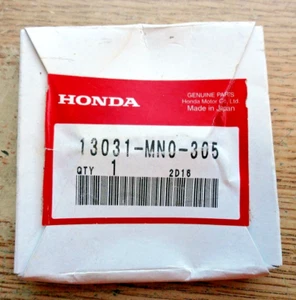 GENUINE PARTS
HONDA
Honda Motor Co., Ltd.
Made in Japan
13031-MN0-305
QTY 1 2D16